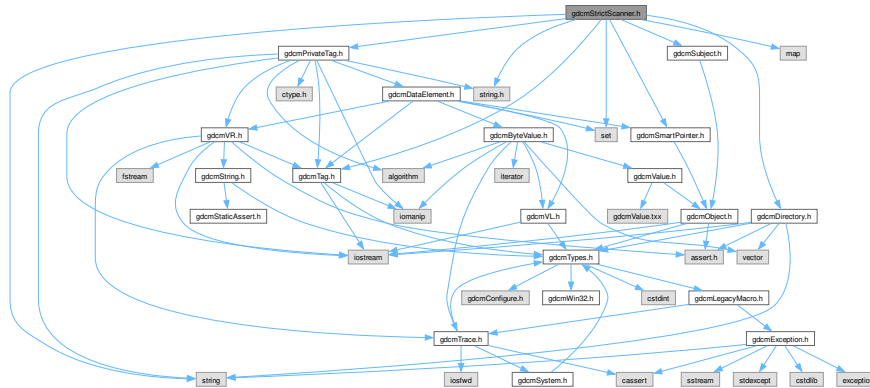 gdcmStrictScanner.h
gdcmPrivateTag.h
gdcmSubject.h
map
ctype.h
gdcmDataElement.h
string.h
gdcmVR.h
gdcmByteValue.h
set
gdcmSmartPointer.h
fstream
gdcmString.h
gdcmTag.h
algorithm
iterator
gdcmValue.h
gdcmStaticAssert.h
iomanip
gdcmVL.h
gdcmValue.txx
gdcmObject.h
gdcmDirectory.h
iostream
gdcmTypes.h
assert.h
vector
gdcmConfigure.h
gdcmWin32.h
cstdint
gdcmLegacyMacro.h
gdcmTrace.h
gdcmException.h
string
iosfwd
gdcmSystem.h
cassert
sstream
stdexcept
cstdlib
exception